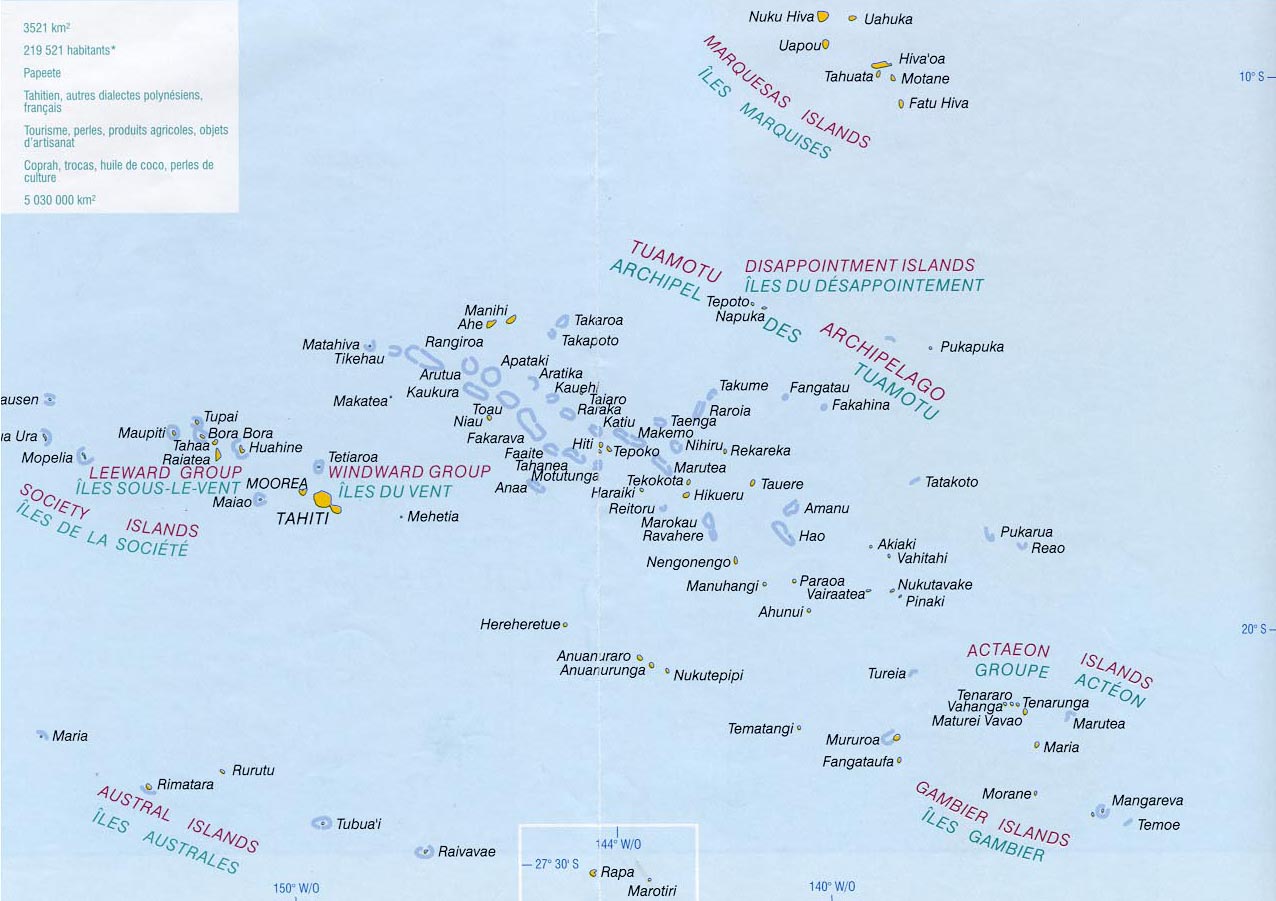 3521 km²
219 521 habitants*
Papeete
Tahitien, autres dialectes polynésiens,
français
Tourisme, perles, produits agricoles, objets
d'artisanat
Coprah, trocas, huile de coco, perles de
culture
5 030 000 km²
Nuku Hiva
Uahuka
Uapou
Hiva'oa
Tahuata
Motane
Fatu Hiva
10° S
MARQUESAS ISLANDS
ÎLES MARQUISES
TUAMOTU ARCHIPELAGO
ARCHIPEL DES TUAMOTU
DISAPPOINTMENT ISLANDS
ÎLES DU DÉSAPPOINTEMENT
Tepoto
Napuka
Pukapuka
Manihi
Ahe
Takaroa
Takapoto
Matahiva
Tikehau
Rangiroa
Apataki
Arutua
Aratika
Kaukura
Kauehi
Taiaro
Makatea
Toau
Raraka
Niau
Katiu
Takume
Raroia
Fangatau
Fakahina
Taenga
Makemo
Fakarava
Hiti
Tepoko
Nihiru
Rekareka
Faaite
Tahanea
Motutunga
Marutea
Anaa
Haraiki
Tekokota
Hikueru
Tauere
Tatakoto
Reitoru
Marokau
Ravahere
Amanu
Hao
Pukarua
Reao
Akiaki
Vahitahi
Nengonengo
Manuhangi
Paraoa
Vairaatea
Nukutavake
Pinaki
Ahunui
ausen
Ura
Mopelia
Tupai
Maupiti
Bora Bora
Tahaa
Huahine
Raiatea
Tetiaroa
LEEWARD GROUP
ÎLES SOUS-LE-VENT
WINDWARD GROUP
ÎLES DU VENT
MOOREA
Maiao
TAHITI
Mehetia
SOCIETY ISLANDS
ÎLES DE LA SOCIÉTÉ
20° S
Hereheretue
Anuanuraro
Anuanurunga
Nukutepipi
ACTAEON ISLANDS
GROUPE ACTÉON
Tureia
Tenararo
Vahanga
Tenarunga
Maturei Vavao
Marutea
Tematangi
Mururoa
Maria
Fangataufa
Morane
Mangareva
Temoe
GAMBIER ISLANDS
ÎLES GAMBIER
Maria
Rurutu
Rimatara
AUSTRAL ISLANDS
ÎLES AUSTRALES
Tubua'i
Raivavae
144° W/O
27° 30' S
Rapa
Marotiri
150° W/O
140° W/O